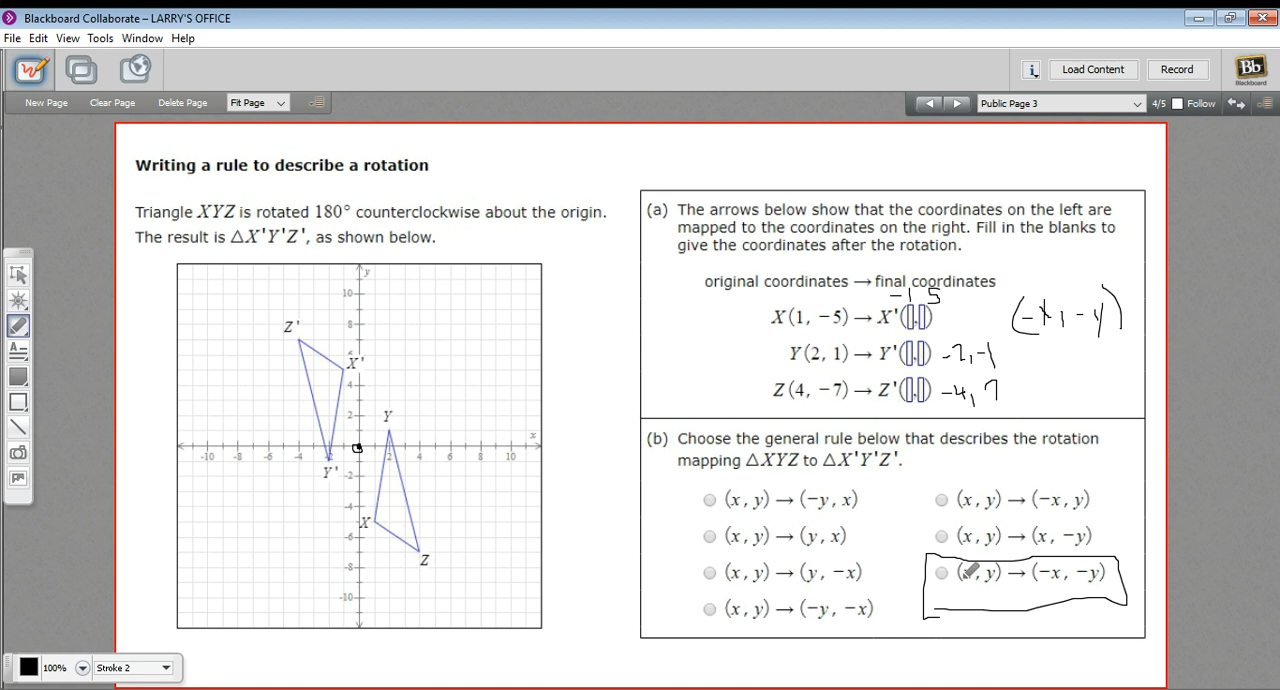 Blackboard Collaborate – LARRY'S OFFICE
File Edit View Tools Window Help
i Load Content Record Bb
Blackboard
New Page Clear Page Delete Page Fit Page Public Page 3 4/5 Follow
Writing a rule to describe a rotation
Triangle XYZ is rotated 180° counterclockwise about the origin.
The result is △X'Y'Z', as shown below.
y
10
8
Z'
6
X'
4
2
Y
x
-10 -8 -6 -4 -2 2 4 6 8 10
Y'
-2
-4
X
-6
Z
-8
-10
(a) The arrows below show that the coordinates on the left are
mapped to the coordinates on the right. Fill in the blanks to
give the coordinates after the rotation.
original coordinates → final coordinates
-1 5
X(1, −5) → X'(▯,▯) (-x, -y)
Y(2, 1) → Y'(▯,▯) -2, -1
Z(4, −7) → Z'(▯,▯) -4, 7
(b) Choose the general rule below that describes the rotation
mapping △XYZ to △X'Y'Z'.
(x, y) → (−y, x) (x, y) → (−x, y)
(x, y) → (y, x) (x, y) → (x, −y)
(x, y) → (y, −x) (x, y) → (−x, −y)
(x, y) → (−y, −x)
100% Stroke 2